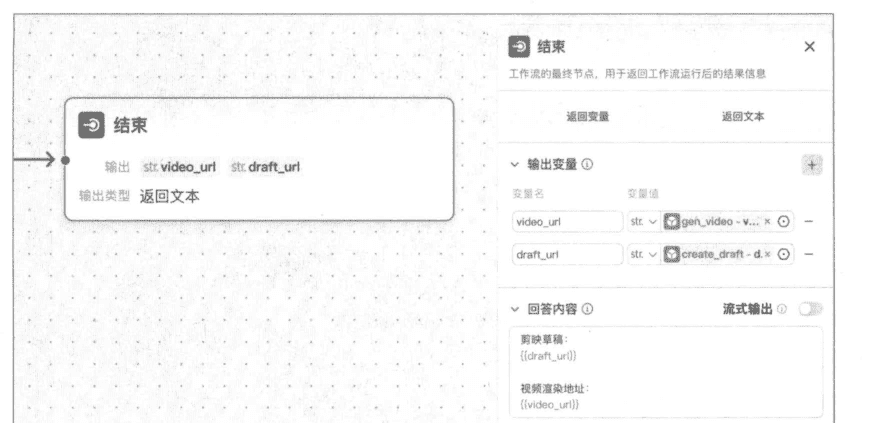 结束
输出 str. video_url str. draft_url
输出类型 返回文本
结束
工作流的最终节点，用于返回工作流运行后的结果信息
返回变量 返回文本
输出变量
变量名 变量值
video_url str. gen_video - v...
draft_url str. create_draft - d.
回答内容 流式输出
剪映草稿：
{{draft_url}}
视频渲染地址：
{{video_url}}